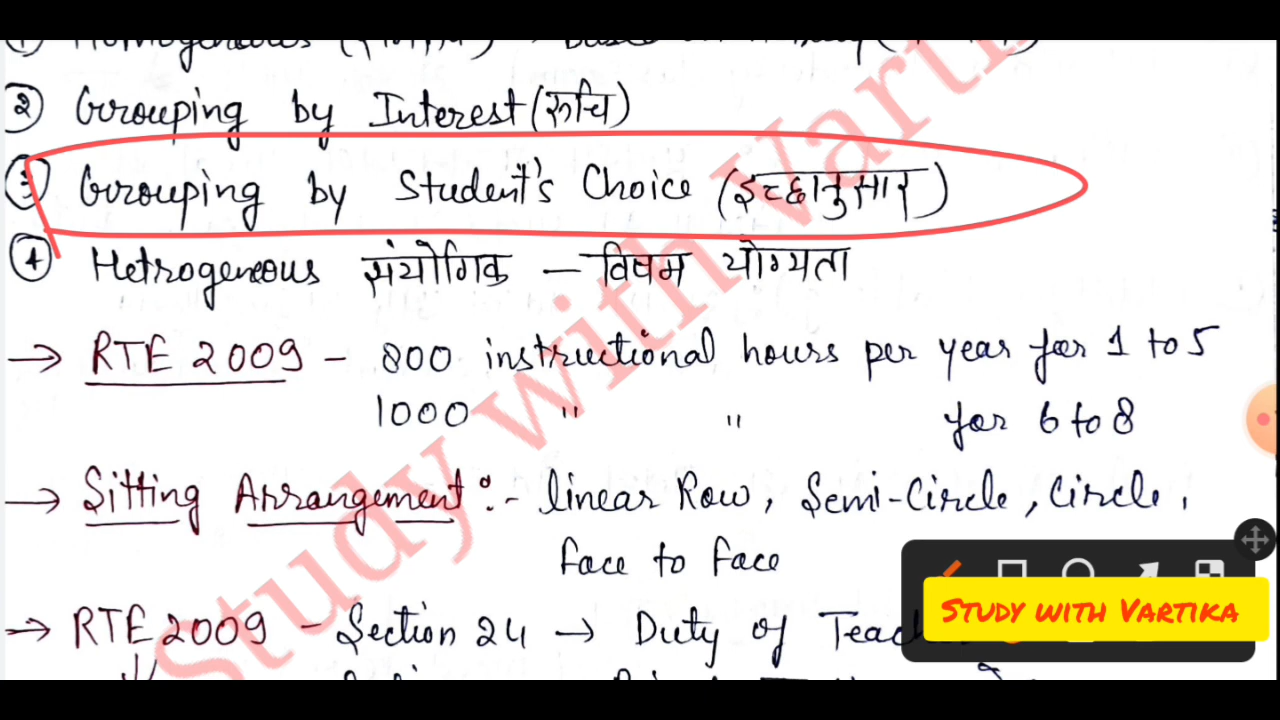 ② Grouping by Interest (रूचि)
③ Grouping by Student's Choice (इच्छानुसार)
④ Hetrogeneous संयोगिक – विषम योग्यता
→ RTE 2009 – 800 instructional hours per year for 1 to 5
1000 " " for 6 to 8
→ Sitting Arrangement :- linear Row, Semi-Circle, Circle,
face to face
→ RTE 2009 – Section 24 → Duty of
STUDY WITH VARTIKA
Study with